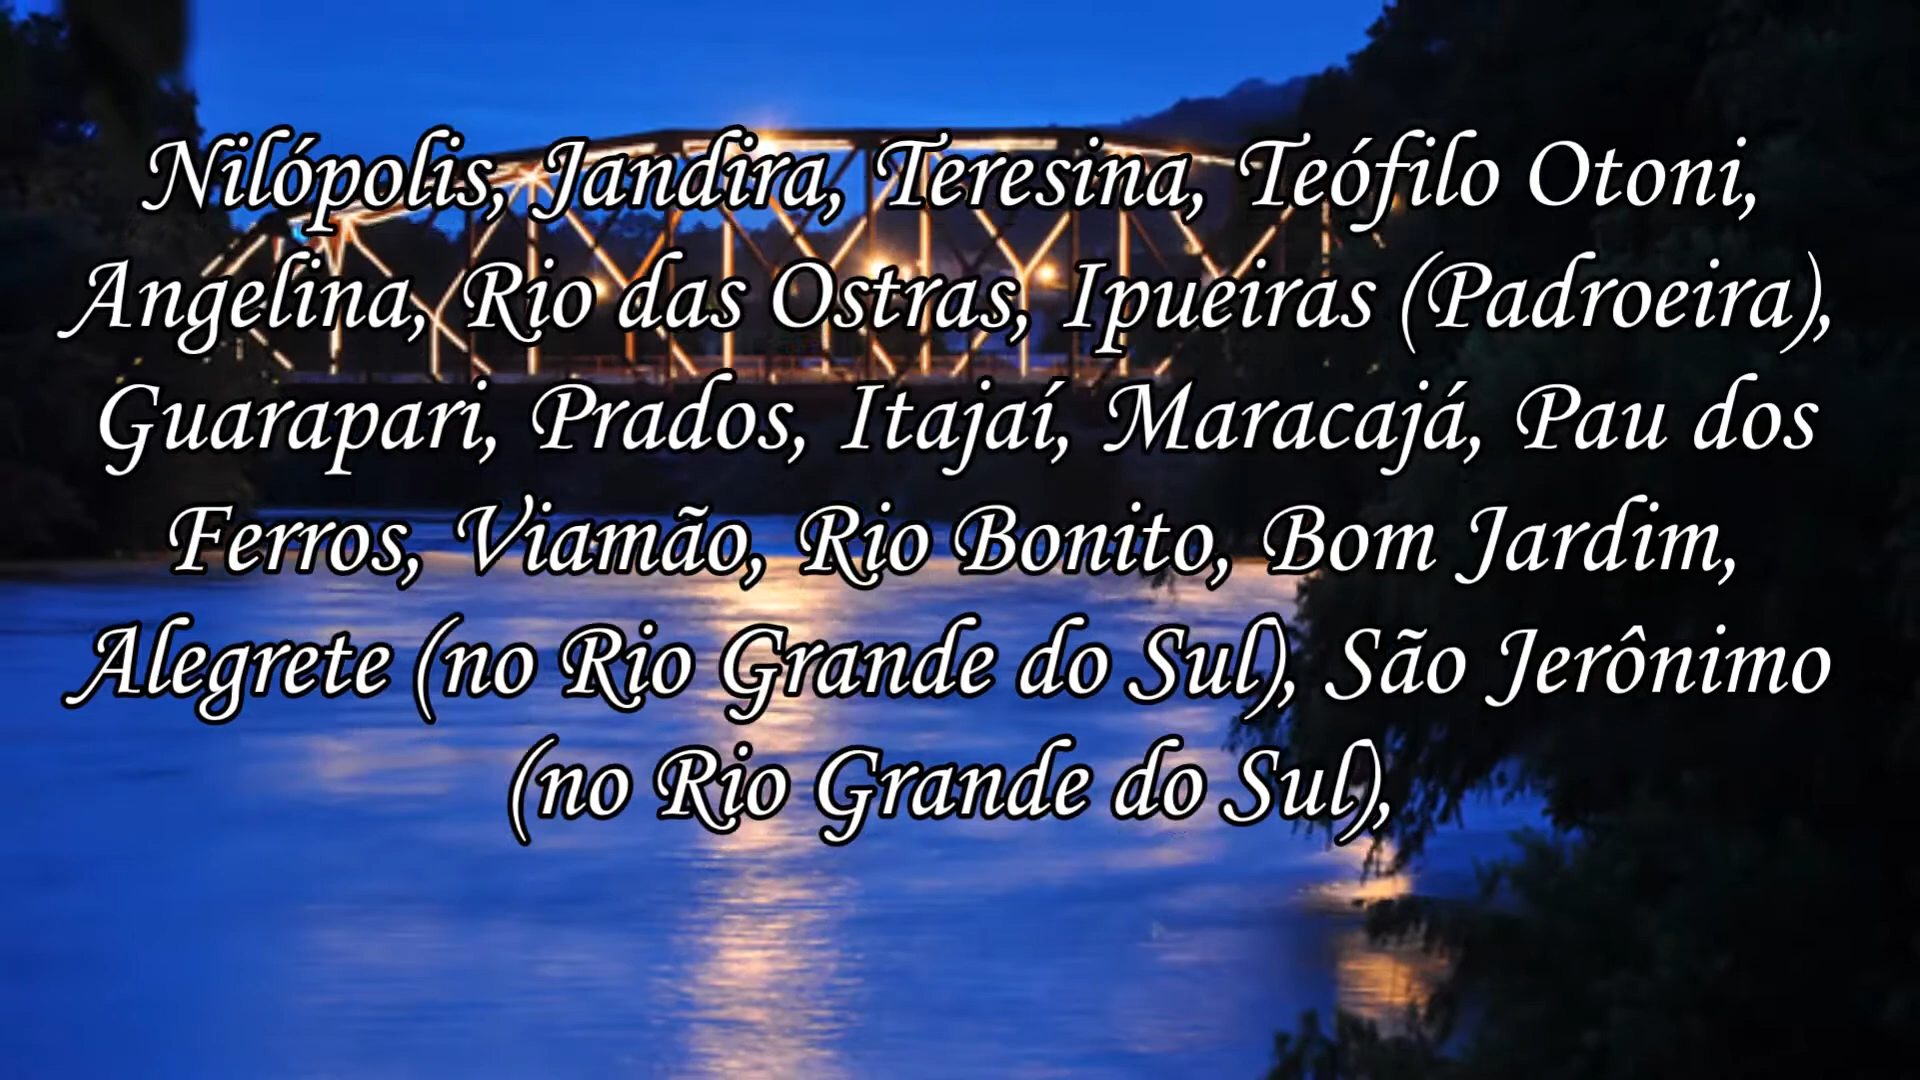 Nilópolis, Jandira, Teresina, Teófilo Otoni,
Angelina, Rio das Ostras, Ipueiras (Padroeira),
Guarapari, Prados, Itajaí, Maracajá, Pau dos
Ferros, Viamão, Rio Bonito, Bom Jardim,
Alegrete (no Rio Grande do Sul), São Jerônimo
(no Rio Grande do Sul),